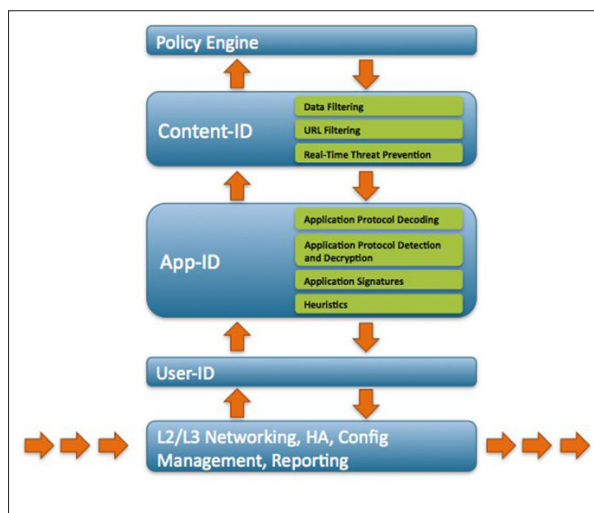 Policy Engine
Content-ID
Data Filtering
URL Filtering
Real-Time Threat Prevention
App-ID
Application Protocol Decoding
Application Protocol Detection
and Decryption
Application Signatures
Heuristics
User-ID
L2/L3 Networking, HA, Config
Management, Reporting